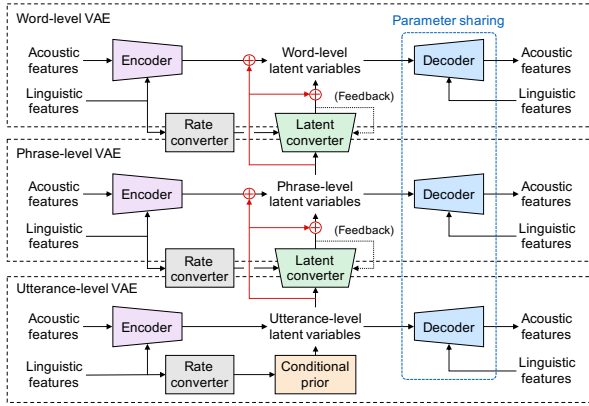 Word-level VAE
Parameter sharing
Acoustic
features
Encoder
Word-level
latent variables
Decoder
Acoustic
features
Linguistic
features
(Feedback)
Linguistic
features
Rate
converter
Latent
converter
Phrase-level VAE
Acoustic
features
Encoder
Phrase-level
latent variables
Decoder
Acoustic
features
Linguistic
features
(Feedback)
Linguistic
features
Rate
converter
Latent
converter
Utterance-level VAE
Acoustic
features
Encoder
Utterance-level
latent variables
Decoder
Acoustic
features
Linguistic
features
Rate
converter
Conditional
prior
Linguistic
features